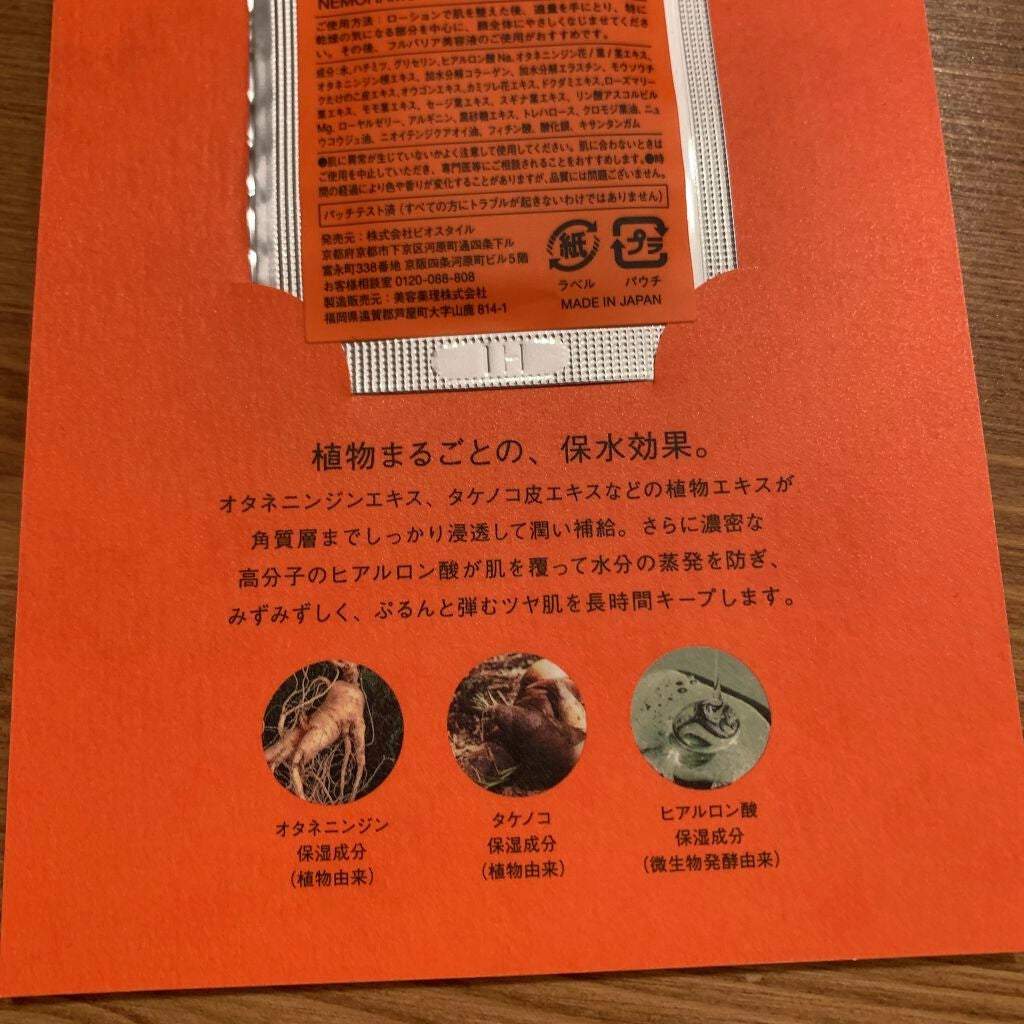 ご使用方法：ローションで肌を整えた後、適量を手にとり、特に
乾燥の気になる部分を中心に、顔全体にやさしくなじませてくださ
い。その後、フルバリア美容液のご使用がおすすめです。
成分：水、ハチミツ、グリセリン、ヒアルロン酸Na、オタネニンジン花／葉／茎エキス、
オタネニンジン根エキス、加水分解コラーゲン、加水分解エラスチン、モウソウチ
クたけのこ皮エキス、オウゴンエキス、カミツレ花エキス、ドクダミエキス、ローズマリー
葉エキス、モモ葉エキス、セージ葉エキス、スギナ葉エキス、リン酸アスコルビル
Mg、ローヤルゼリー、アルギニン、黒砂糖エキス、トレハロース、クロモジ葉油、ニュ
ウコウジュ油、ニオイテンジクアオイ油、フィチン酸、酸化銀、キサンタンガム
●肌に異常が生じていないかよく注意して使用してください。肌に合わないときは
ご使用を中止していただき、専門医等にご相談されることをおすすめします。●時
間の経過により色や香りが変化することがありますが、品質には問題ございません。
パッチテスト済（すべての方にトラブルが起きないわけではありません）
発売元：株式会社ビオスタイル
京都府京都市下京区河原町通四条下ル
富永町338番地 京阪四条河原町ビル5階
お客様相談室 0120-088-808
製造販売元：美容薬理株式会社
福岡県遠賀郡芦屋町大字山鹿 814-1
紙 プラ
ラベル パウチ
MADE IN JAPAN
1H
植物まるごとの、保水効果。
オタネニンジンエキス、タケノコ皮エキスなどの植物エキスが
角質層までしっかり浸透して潤い補給。さらに濃密な
高分子のヒアルロン酸が肌を覆って水分の蒸発を防ぎ、
みずみずしく、ぷるんと弾むツヤ肌を長時間キープします。
オタネニンジン
保湿成分
（植物由来）
タケノコ
保湿成分
（植物由来）
ヒアルロン酸
保湿成分
（微生物発酵由来）